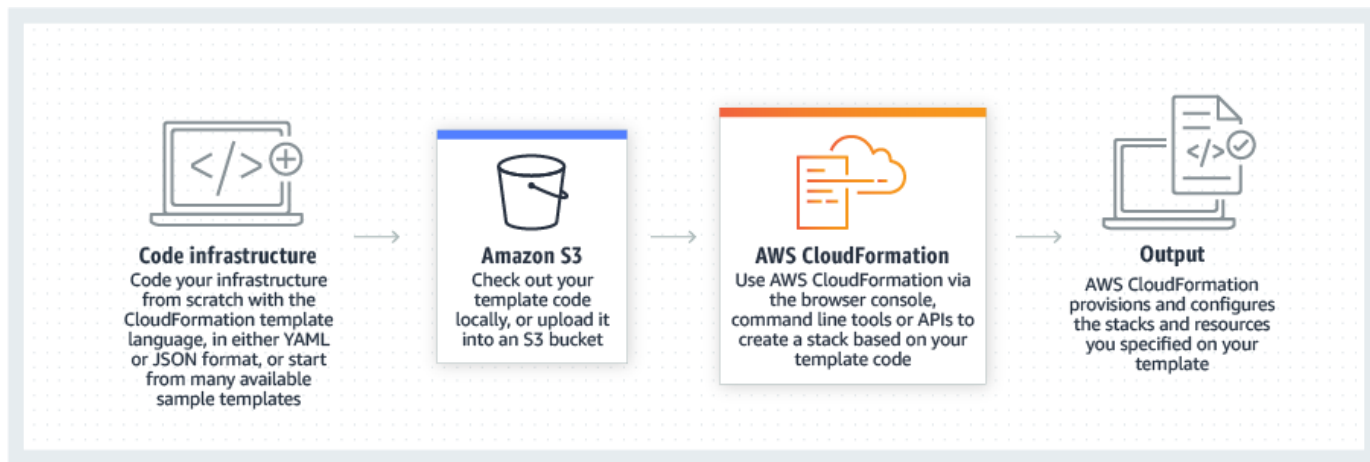 </>
Code infrastructure
Code your infrastructure
from scratch with the
CloudFormation template
language, in either YAML
or JSON format, or start
from many available
sample templates
Amazon S3
Check out your
template code
locally, or upload it
into an S3 bucket
AWS CloudFormation
Use AWS CloudFormation via
the browser console,
command line tools or APIs to
create a stack based on your
template code
</>
Output
AWS CloudFormation
provisions and configures
the stacks and resources
you specified on your
template